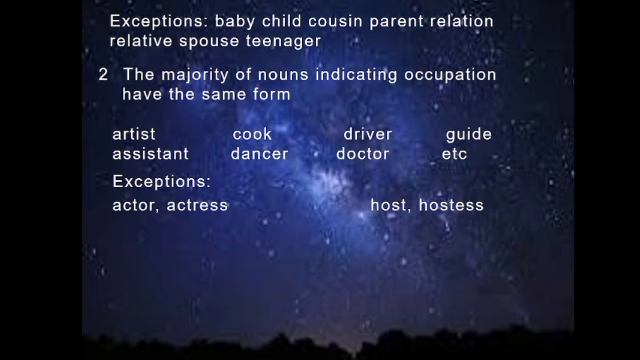 Exceptions: baby child cousin parent relation
relative spouse teenager
2 The majority of nouns indicating occupation
have the same form
artist cook driver guide
assistant dancer doctor etc
Exceptions:
actor, actress host, hostess